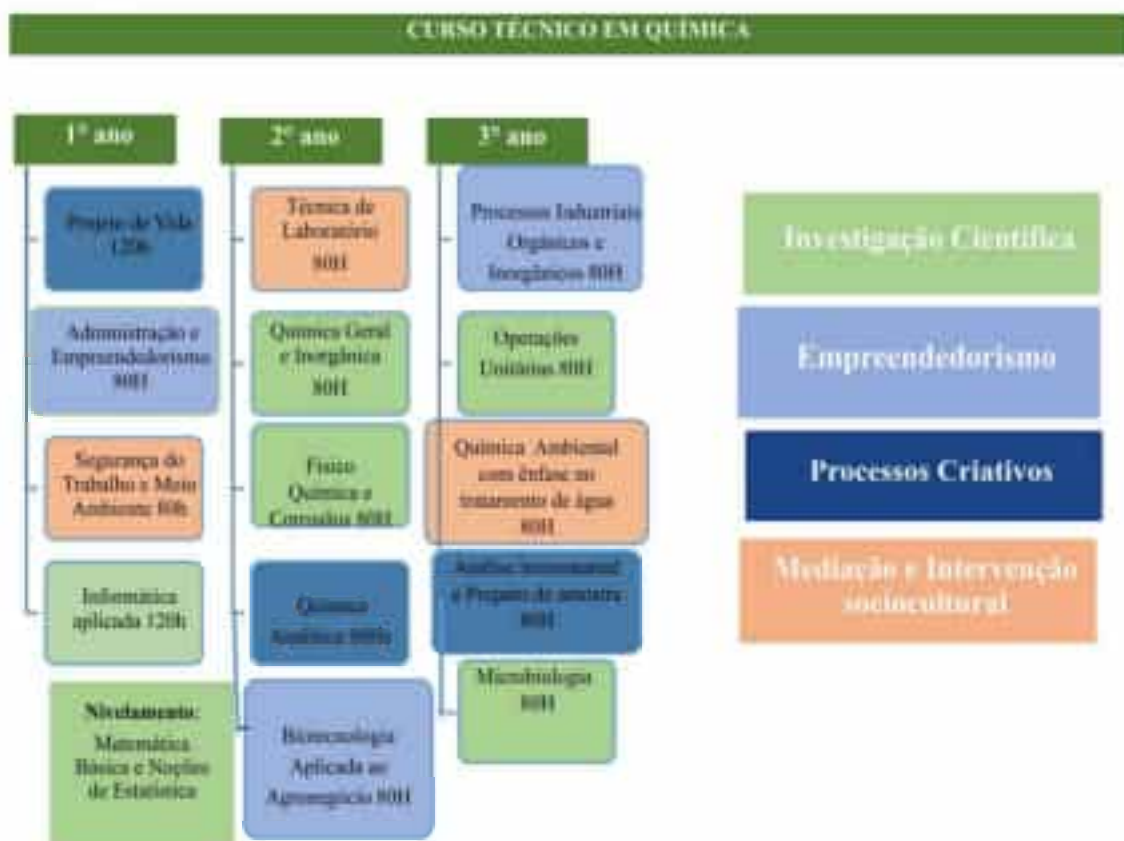 CURSO TÉCNICO EM QUÍMICA
1º ano
Projeto de Vida
120h
Administração e
Empreendedorismo
80H
Segurança do
Trabalho e Meio
Ambiente 80h
Informática
aplicada 120h
Nivelamento:
Matemática
Básica e Noções
de Estatística
2º ano
Técnica de
Laboratório
80H
Química Geral
e Inorgânica
80H
Físico
Química e
Corrosão 80H
Química
Analítica
Biotecnologia
Aplicada ao
Agronegócio 80H
3º ano
Processos Industriais
Orgânicos e
Inorgânicos 80H
Operações
Unitárias 80H
Química Ambiental
com ênfase no
tratamento de água
80H
Análise Instrumental
e Preparo de amostra
80H
Microbiologia
80H
Investigação Científica
Empreendedorismo
Processos Criativos
Mediação e Intervenção
sociocultural